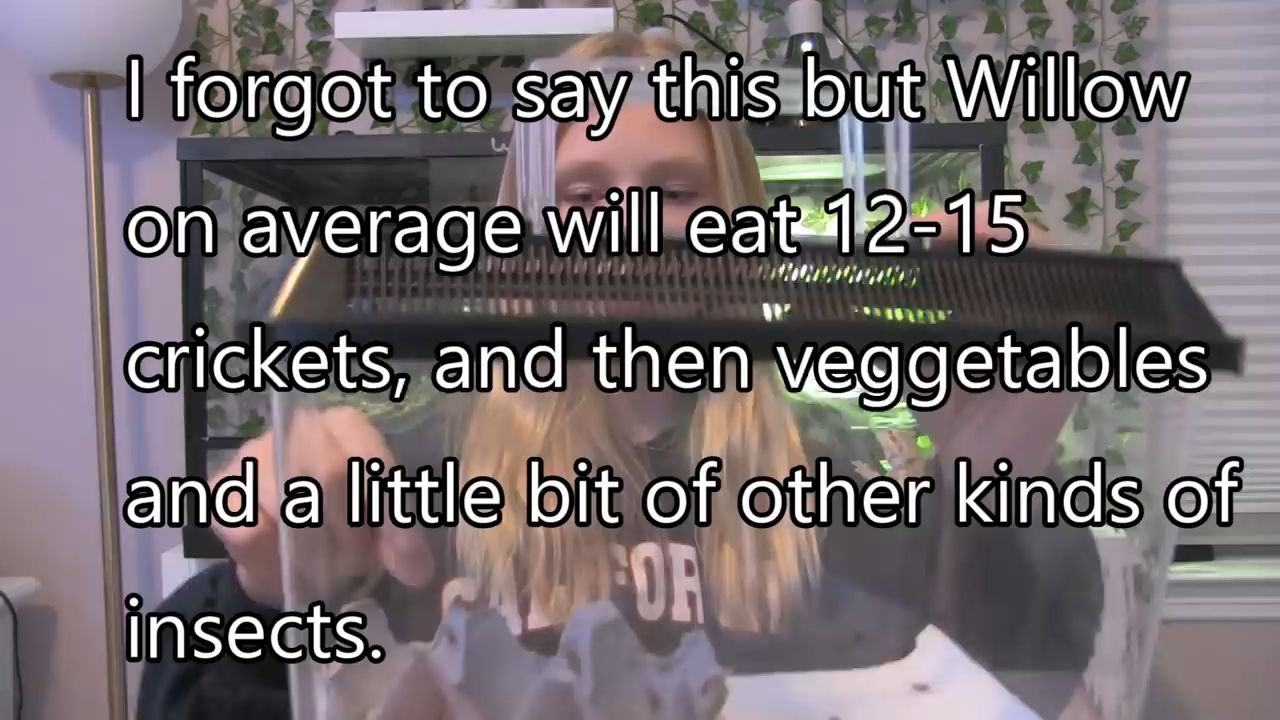 I forgot to say this but Willow
on average will eat 12-15
crickets, and then veggetables
and a little bit of other kinds of
insects.